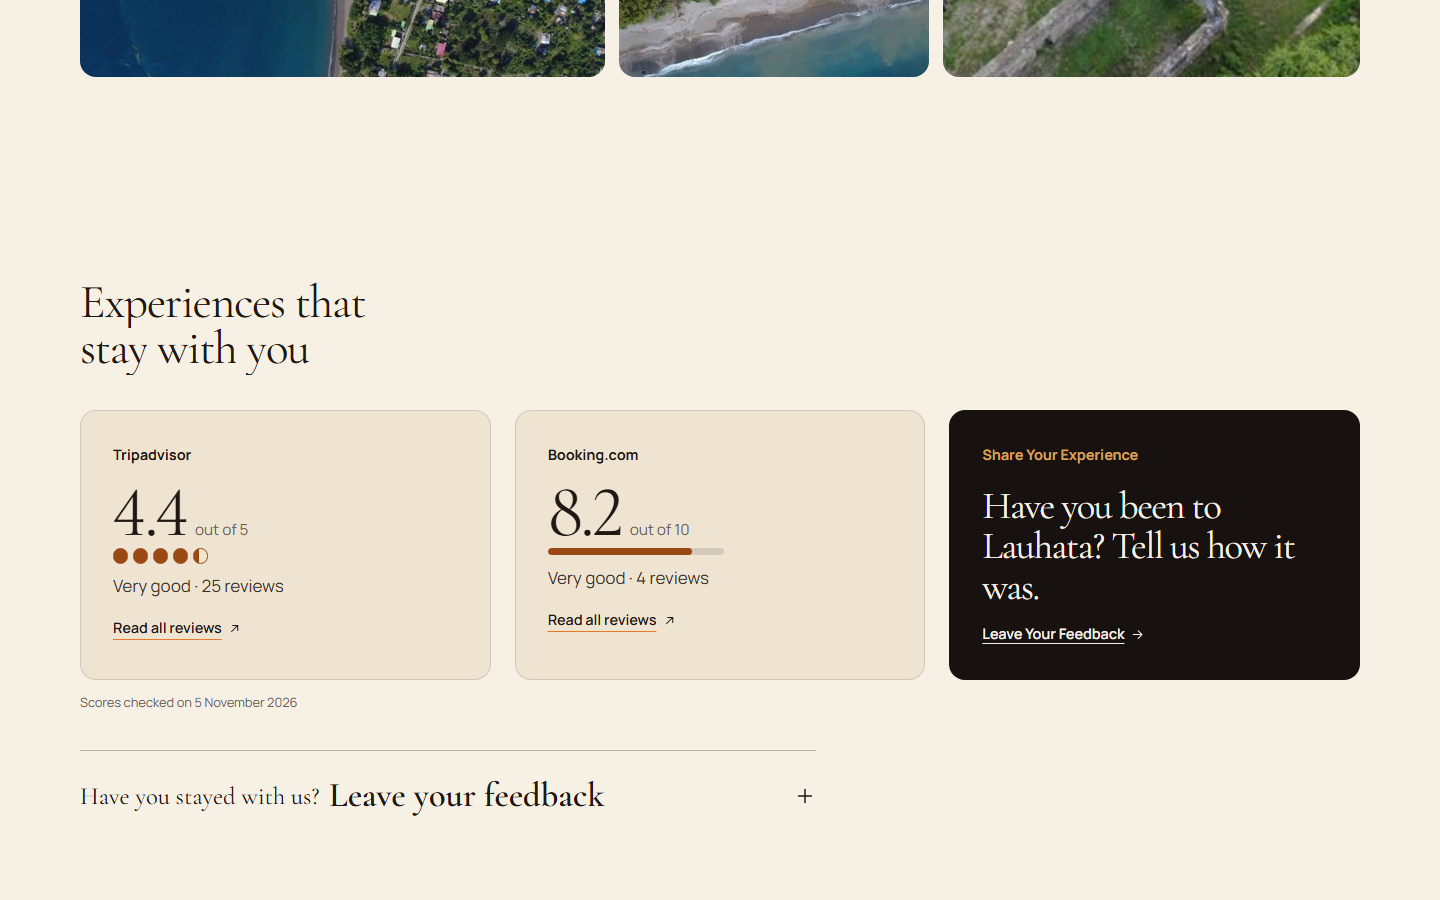 Experiences that
stay with you
Tripadvisor
4.4 out of 5
Very good · 25 reviews
Read all reviews ↗
Booking.com
8.2 out of 10
Very good · 4 reviews
Read all reviews ↗
Share Your Experience
Have you been to
Lauhata? Tell us how it
was.
Leave Your Feedback →
Scores checked on 5 November 2026
Have you stayed with us? Leave your feedback +